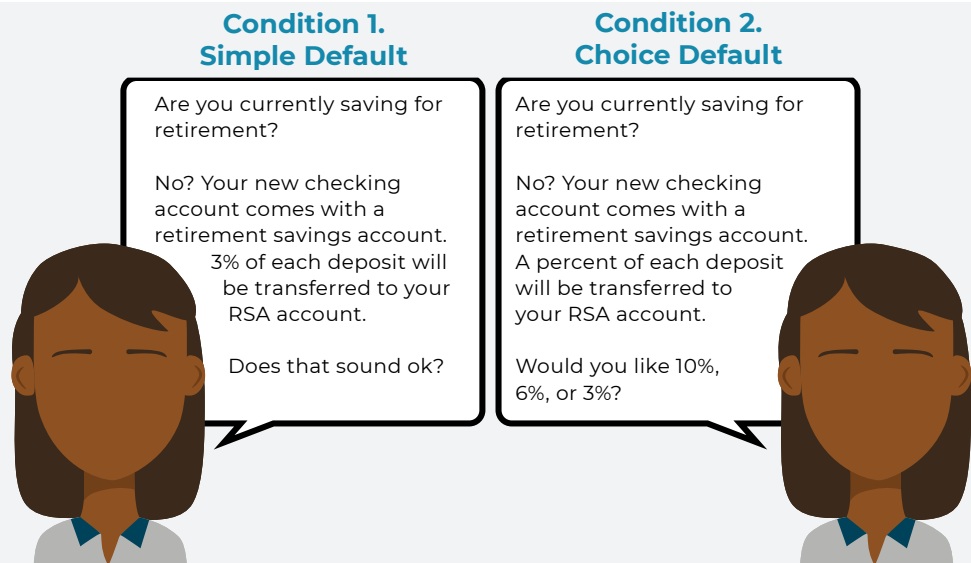 Condition 1.
Simple Default
Are you currently saving for
retirement?
No? Your new checking
account comes with a
retirement savings account.
3% of each deposit will
be transferred to your
RSA account.
Does that sound ok?
Condition 2.
Choice Default
Are you currently saving for
retirement?
No? Your new checking
account comes with a
retirement savings account.
A percent of each deposit
will be transferred to
your RSA account.
Would you like 10%,
6%, or 3%?